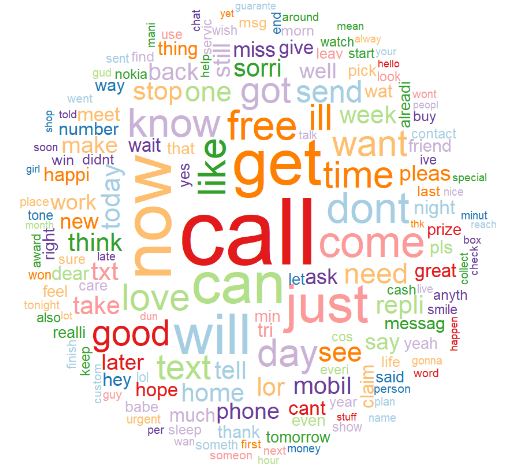 guarante
yet around mean
chat end alway
use msg morn your
mani sent find wish servic help watch start hello
gud nokia thing still miss give leav look wont
way back sorri well pick wat alreadi peopl
went stop one got send buy
shop told meet number know free ill week contact
soon make wait that like talk want friend ive
win didnt yes get time pleas special
girl happi today now last nice
place work dont night minut
tone new call thk reach
month right think can come prize box
award late pls check
won sure dear txt love let ask need great cash live collect
tonight feel care just repli anyth
also lot take will min messag smile
realli dun good tri cos say yeah happen
finish keep later text tell day see everi gonna
custom hey lol hope home lor mobil claim life said word
guy babe phone cant year person plan
urgent much even stuff show name
per sleep thank tomorrow
wan someth first next money
someon hour